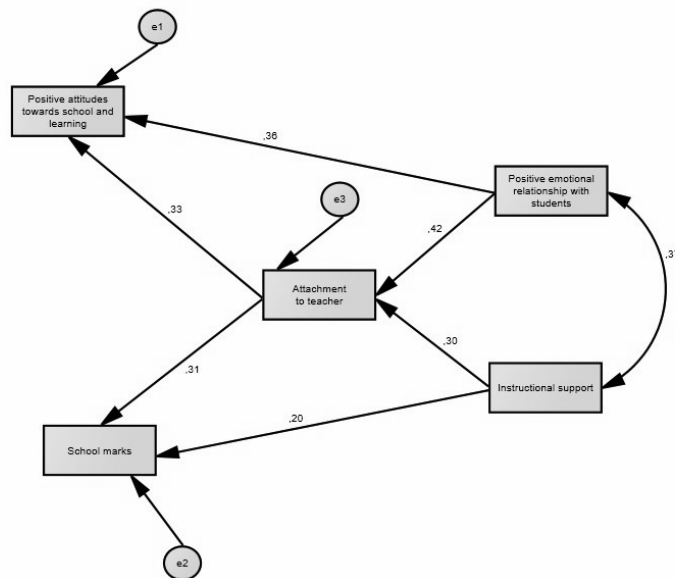 e1
Positive attitudes
towards school and
learning
,36
Positive emotional
relationship with
students
e3
,33
,42
Attachment
to teacher
,30
,31
Instructional support
,20
School marks
e2